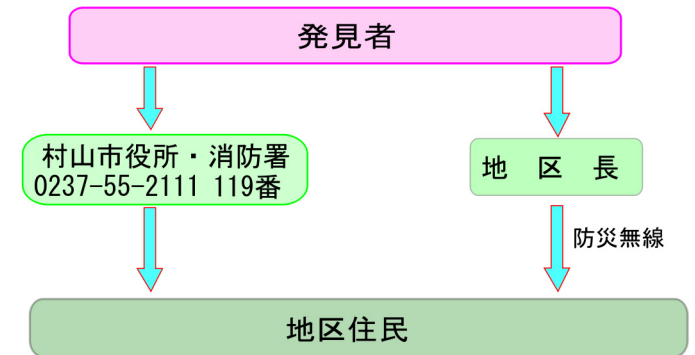 発見者
村山市役所・消防署
0237-55-2111 119番
地 区 長
防災無線
地区住民